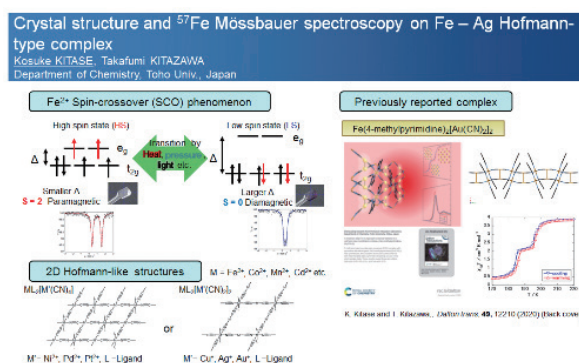 Crystal structure and ⁵⁷Fe Mössbauer spectroscopy on Fe – Ag Hofmann-
type complex
Kosuke KITASE, Takafumi KITAZAWA
Department of Chemistry, Toho Univ., Japan
Fe²⁺ Spin-crossover (SCO) phenomenon
High spin state (HS)
Low spin state (LS)
Δ
e_g
t₂g
transition by
Heat, pressure,
light etc.
Δ
e_g
t₂g
Smaller Δ
S = 2 Paramagnetic
Larger Δ
S = 0 Diamagnetic
2D Hofmann-like structures
M = Fe²⁺, Co²⁺, Mn²⁺, Cd²⁺ etc.
ML₂[M'(CN)₄]
ML₂[M'(CN)₂]₂
or
M'= Ni²⁺, Pd²⁺, Pt²⁺, L =Ligand
M'= Cu⁺, Ag⁺, Au⁺, L =Ligand
Previously reported complex
Fe(4-methylpyrimidine)₂[Au(CN)₂]₂
T / K
K. Kitase and T. Kitazawa, Dalton trans. 49, 12210 (2020) (Back cover)